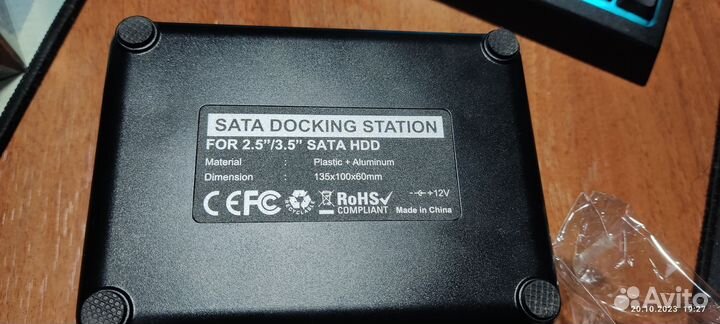 SATA DOCKING STATION
FOR 2.5"/3.5" SATA HDD
Material : Plastic + Aluminum
Dimension : 135x100x60mm
CE FC RECYCLABLE RoHS COMPLIANT +12V
Made in China
Avito
20.10.2023 19:27